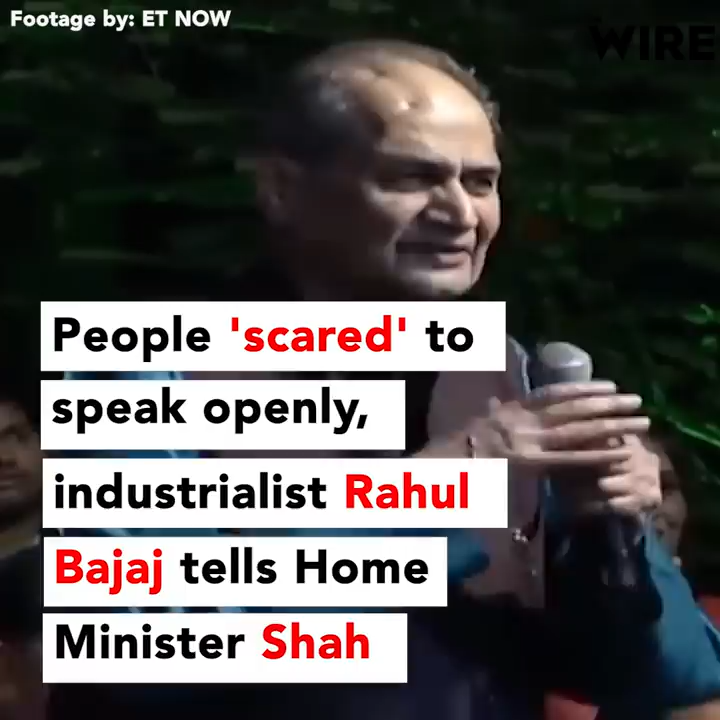 Footage by: ET NOW
WIRE
People 'scared' to
speak openly,
industrialist Rahul
Bajaj tells Home
Minister Shah